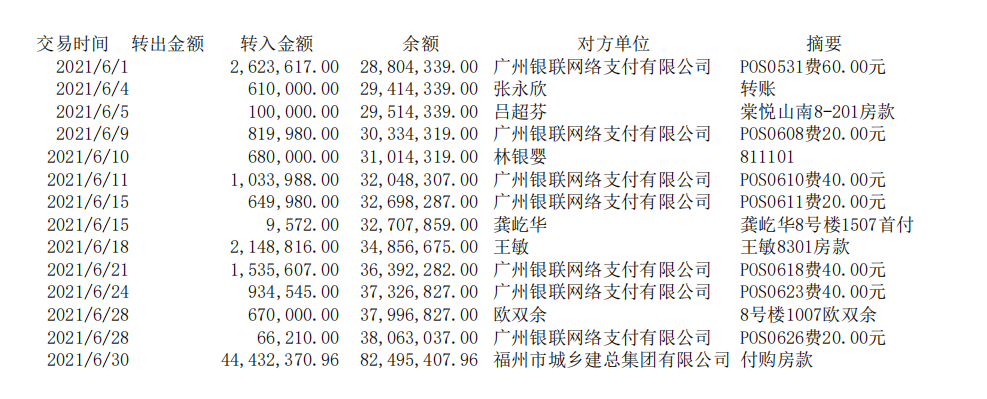 交易时间 转出金额 转入金额 余额 对方单位 摘要
2021/6/1 2,623,617.00 28,804,339.00 广州银联网络支付有限公司 POS0531费60.00元
2021/6/4 610,000.00 29,414,339.00 张永欣 转账
2021/6/5 100,000.00 29,514,339.00 吕超芬 棠悦山南8-201房款
2021/6/9 819,980.00 30,334,319.00 广州银联网络支付有限公司 POS0608费20.00元
2021/6/10 680,000.00 31,014,319.00 林银婴 811101
2021/6/11 1,033,988.00 32,048,307.00 广州银联网络支付有限公司 POS0610费40.00元
2021/6/15 649,980.00 32,698,287.00 广州银联网络支付有限公司 POS0611费20.00元
2021/6/15 9,572.00 32,707,859.00 龚屹华 龚屹华8号楼1507首付
2021/6/18 2,148,816.00 34,856,675.00 王敏 王敏8301房款
2021/6/21 1,535,607.00 36,392,282.00 广州银联网络支付有限公司 POS0618费40.00元
2021/6/24 934,545.00 37,326,827.00 广州银联网络支付有限公司 POS0623费40.00元
2021/6/28 670,000.00 37,996,827.00 欧双余 8号楼1007欧双余
2021/6/28 66,210.00 38,063,037.00 广州银联网络支付有限公司 POS0626费20.00元
2021/6/30 44,432,370.96 82,495,407.96 福州市城乡建总集团有限公司 付购房款